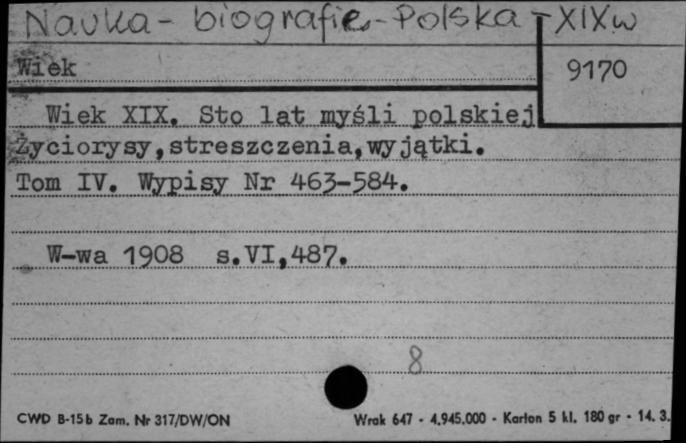 Nauka - biografie - Polska - XIX w
Wiek
9170
Wiek XIX. Sto lat myśli polskiej
Życiorysy,streszczenia,wyjątki.
Tom IV. Wypisy Nr 463-584.
W-wa 1908 s.VI,487.
8
CWD B-15b Zam. Nr 317/DW/ON
Wrak 647 - 4.945.000 - Karton 5 kl. 180 gr - 14. 3.